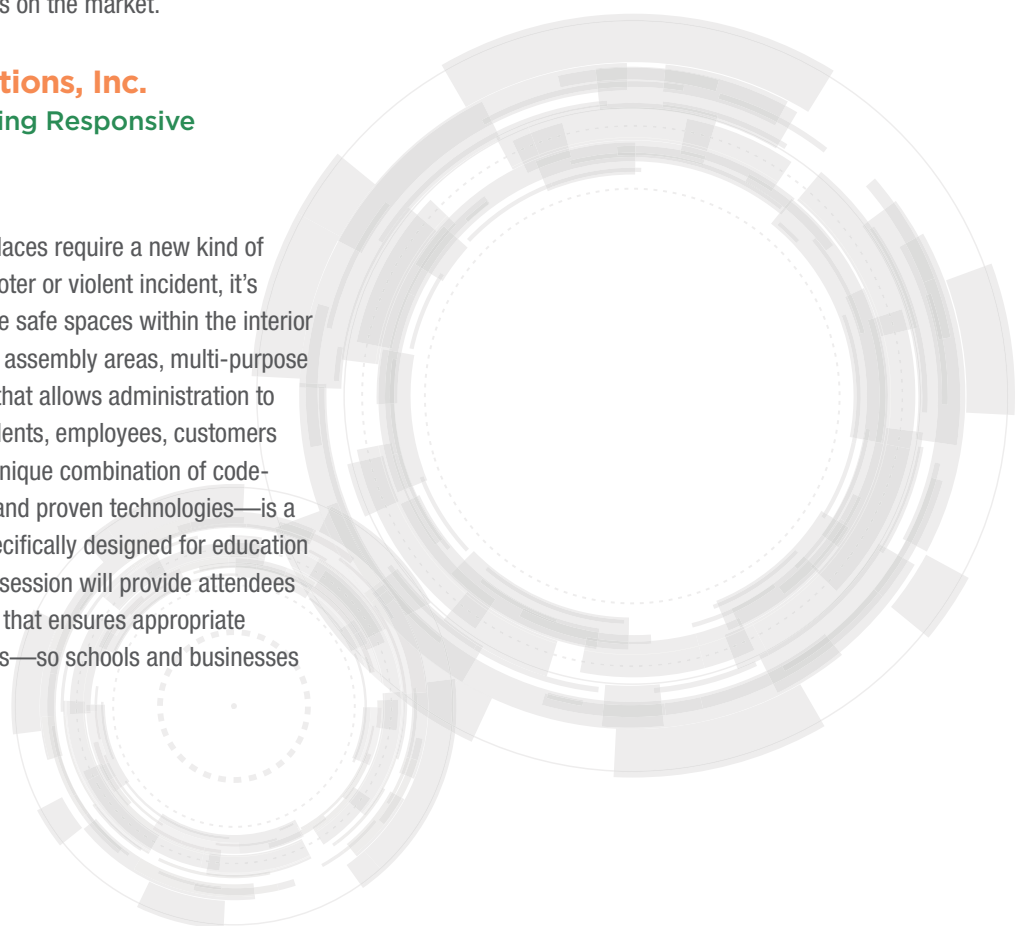 s on the market.
tions, Inc.
ing Responsive
laces require a new kind of
oter or violent incident, it’s
e safe spaces within the interior
assembly areas, multi-purpose
that allows administration to
lents, employees, customers
nique combination of code-
and proven technologies—is a
ecifically designed for education
session will provide attendees
that ensures appropriate
s—so schools and businesses